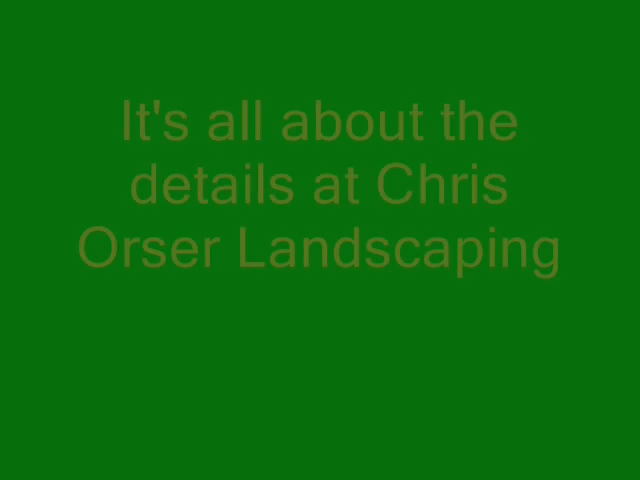 It's all about the
details at Chris
Orser Landscaping